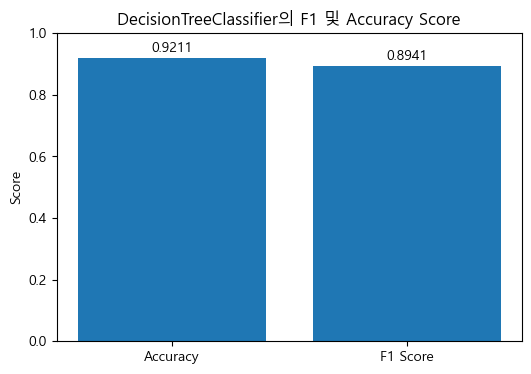 DecisionTreeClassifier의 F1 및 Accuracy Score
1.0
0.9211
0.8941
0.8
0.6
Score
0.4
0.2
0.0
Accuracy
F1 Score